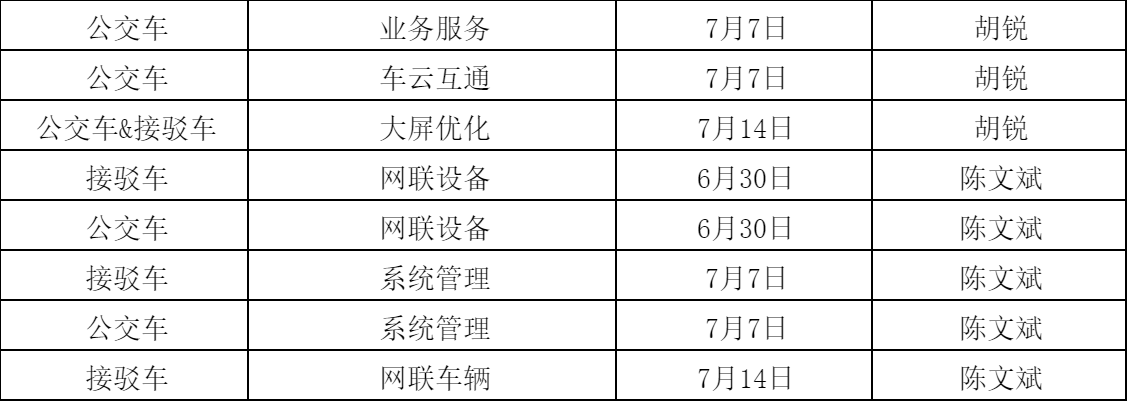 公交车 业务服务 7月7日 胡锐
公交车 车云互通 7月7日 胡锐
公交车&接驳车 大屏优化 7月14日 胡锐
接驳车 网联设备 6月30日 陈文斌
公交车 网联设备 6月30日 陈文斌
接驳车 系统管理 7月7日 陈文斌
公交车 系统管理 7月7日 陈文斌
接驳车 网联车辆 7月14日 陈文斌